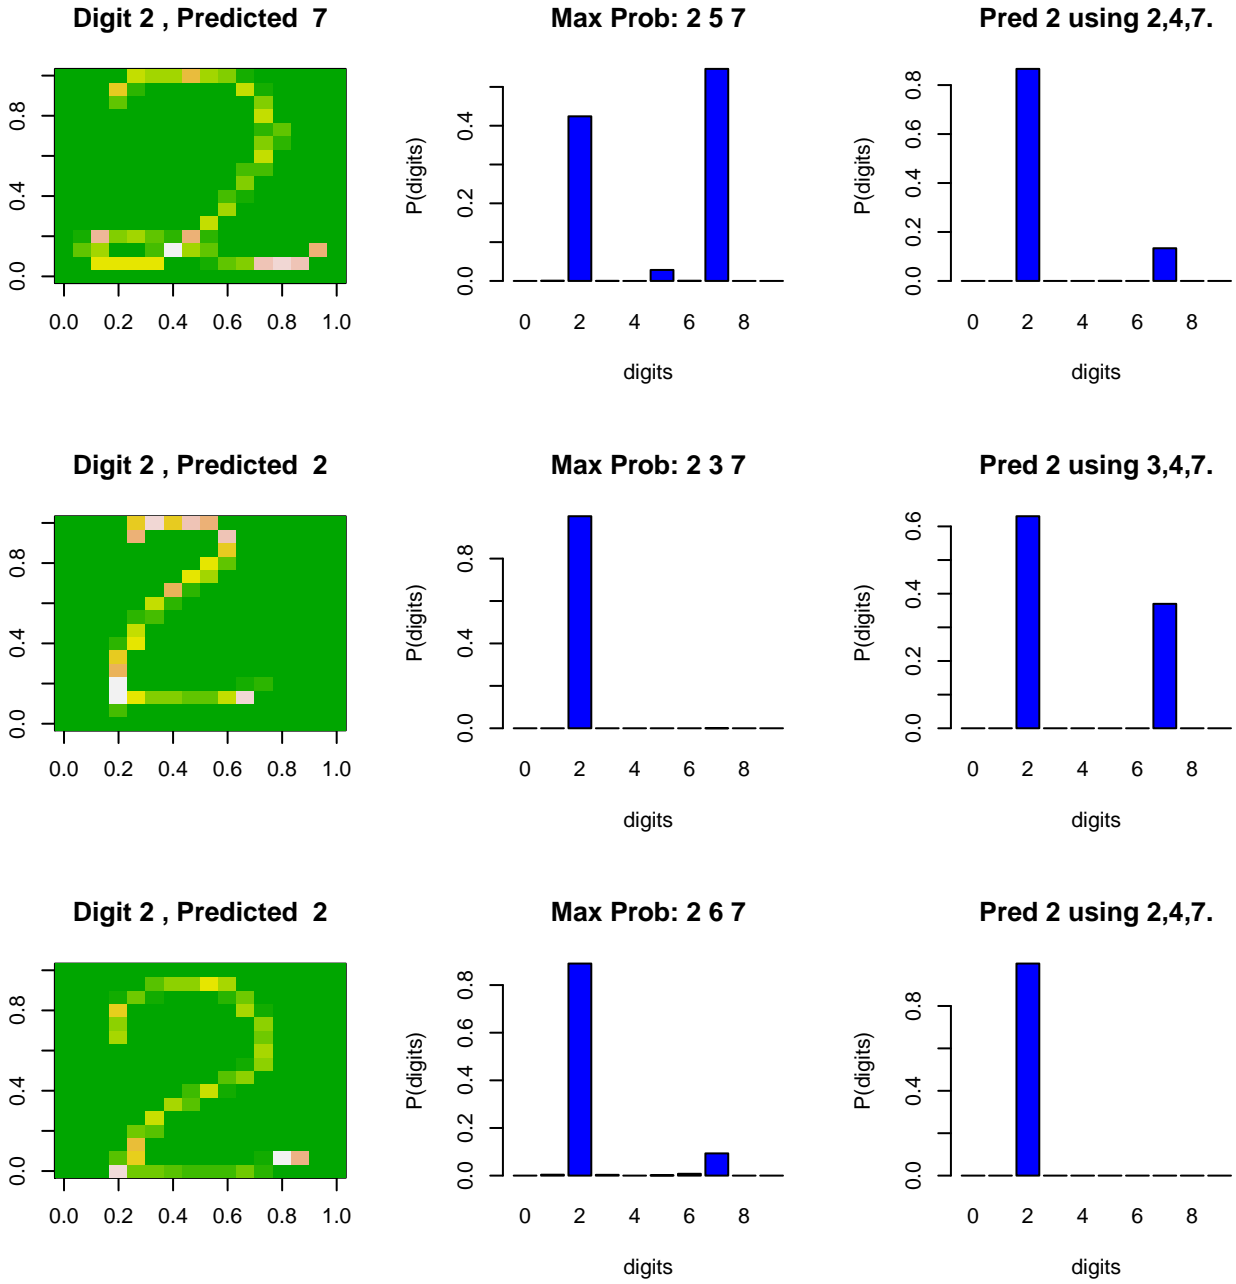 Digit 2 , Predicted 7
Max Prob: 2 5 7
Pred 2 using 2,4,7.
0.0 0.4 0.8
0.0 0.2 0.4 0.6 0.8 1.0
P(digits)
0.0 0.2 0.4
0 2 4 6 8
digits
P(digits)
0.0 0.2 0.4 0.6 0.8
0 2 4 6 8
digits
Digit 2 , Predicted 2
Max Prob: 2 3 7
Pred 2 using 3,4,7.
0.0 0.4 0.8
0.0 0.2 0.4 0.6 0.8 1.0
P(digits)
0.0 0.4 0.8
0 2 4 6 8
digits
P(digits)
0.0 0.2 0.4 0.6
0 2 4 6 8
digits
Digit 2 , Predicted 2
Max Prob: 2 6 7
Pred 2 using 2,4,7.
0.0 0.4 0.8
0.0 0.2 0.4 0.6 0.8 1.0
P(digits)
0.0 0.2 0.4 0.6 0.8
0 2 4 6 8
digits
P(digits)
0.0 0.4 0.8
0 2 4 6 8
digits